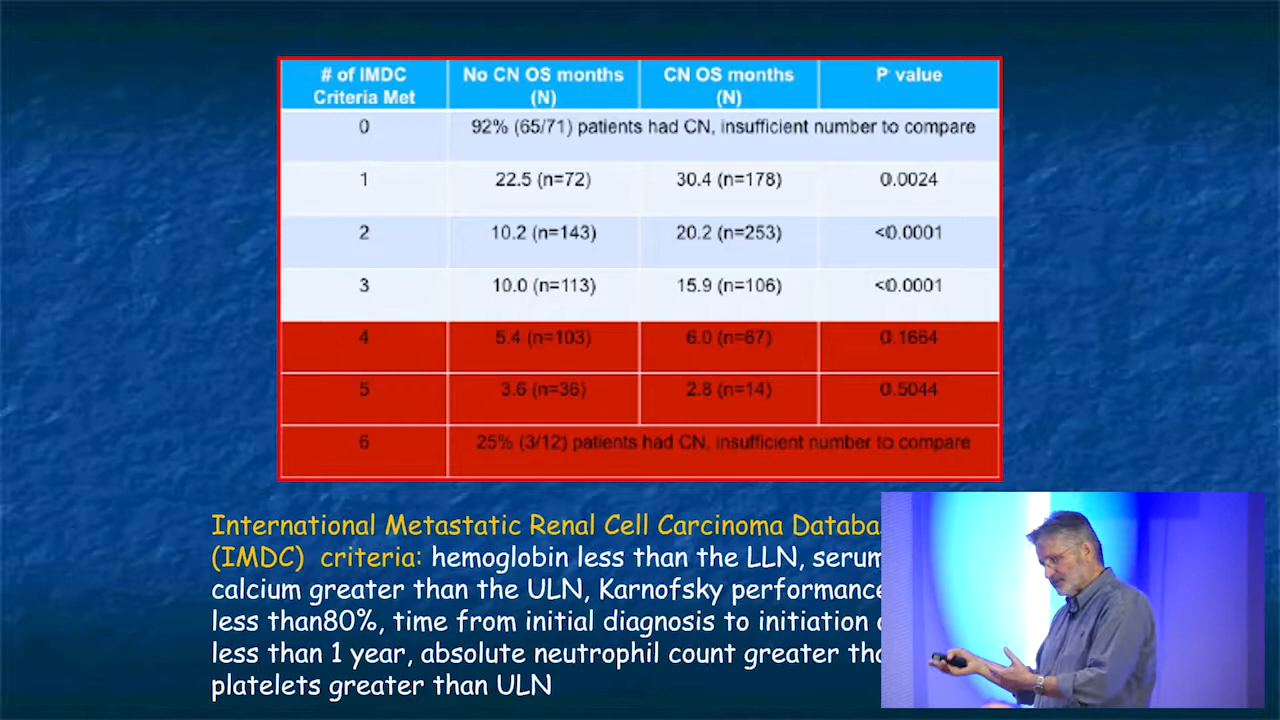 # of IMDC Criteria Met No CN OS months (N) CN OS months (N) P value
0 92% (65/71) patients had CN, insufficient number to compare
1 22.5 (n=72) 30.4 (n=178) 0.0024
2 10.2 (n=143) 20.2 (n=253) <0.0001
3 10.0 (n=113) 15.9 (n=106) <0.0001
4 5.4 (n=103) 6.0 (n=67) 0.1664
5 3.6 (n=36) 2.8 (n=14) 0.5044
6 25% (3/12) patients had CN, insufficient number to compare
International Metastatic Renal Cell Carcinoma
(IMDC) criteria: hemoglobin less than the LLN, serum
calcium greater than the ULN, Karnofsky performance
less than80%, time from initial diagnosis to initiation
less than 1 year, absolute neutrophil count greater
platelets greater than ULN